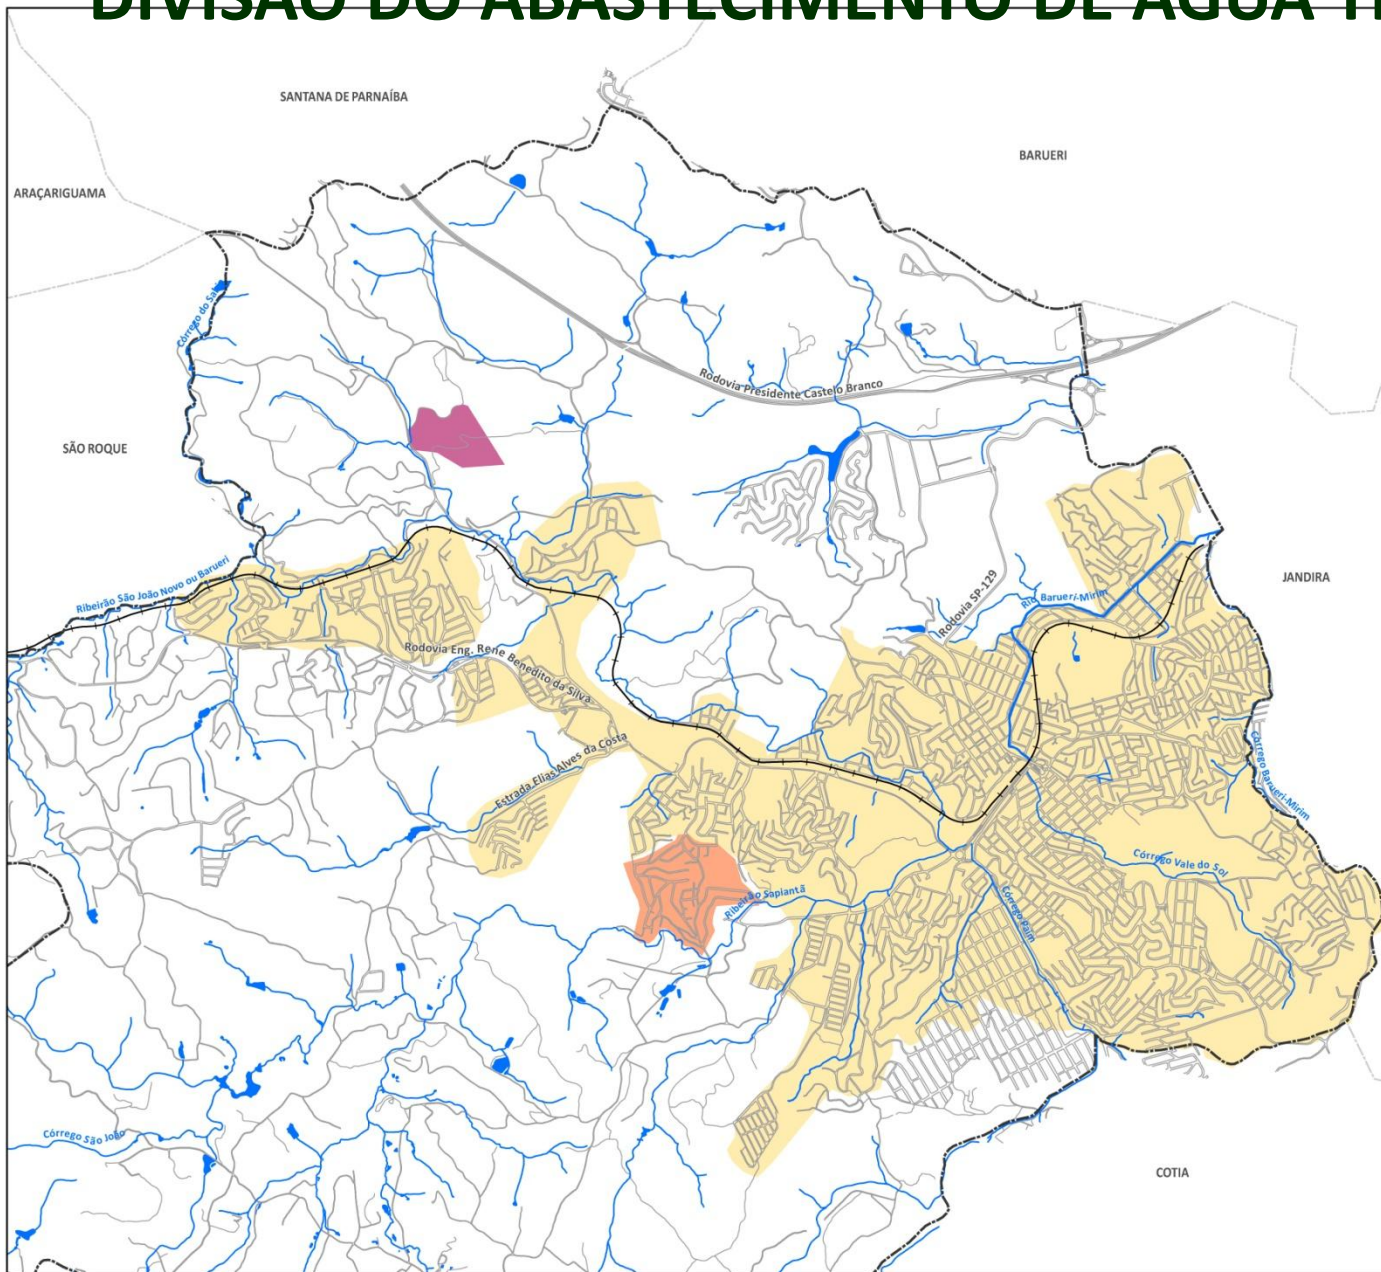 DIVISÃO DO ABASTECIMENTO DE ÁGUA
SANTANA DE PARNAÍBA
BARUERI
ARAÇARIGUAMA
Córrego do
Rodovia Presidente Castelo Branco
SÃO ROQUE
Ribeirão São João Novo ou Barueri
JANDIRA
Rodovia SP-129
Rio Barueri-Mirim
Rodovia Eng. Rene Benedito da Silva
Estrada Elias Alves da Costa
Córrego Barueri-Mirim
Córrego Vale do Sol
Ribeirão Sapiantã
Córrego Paim
Córrego São João
COTIA